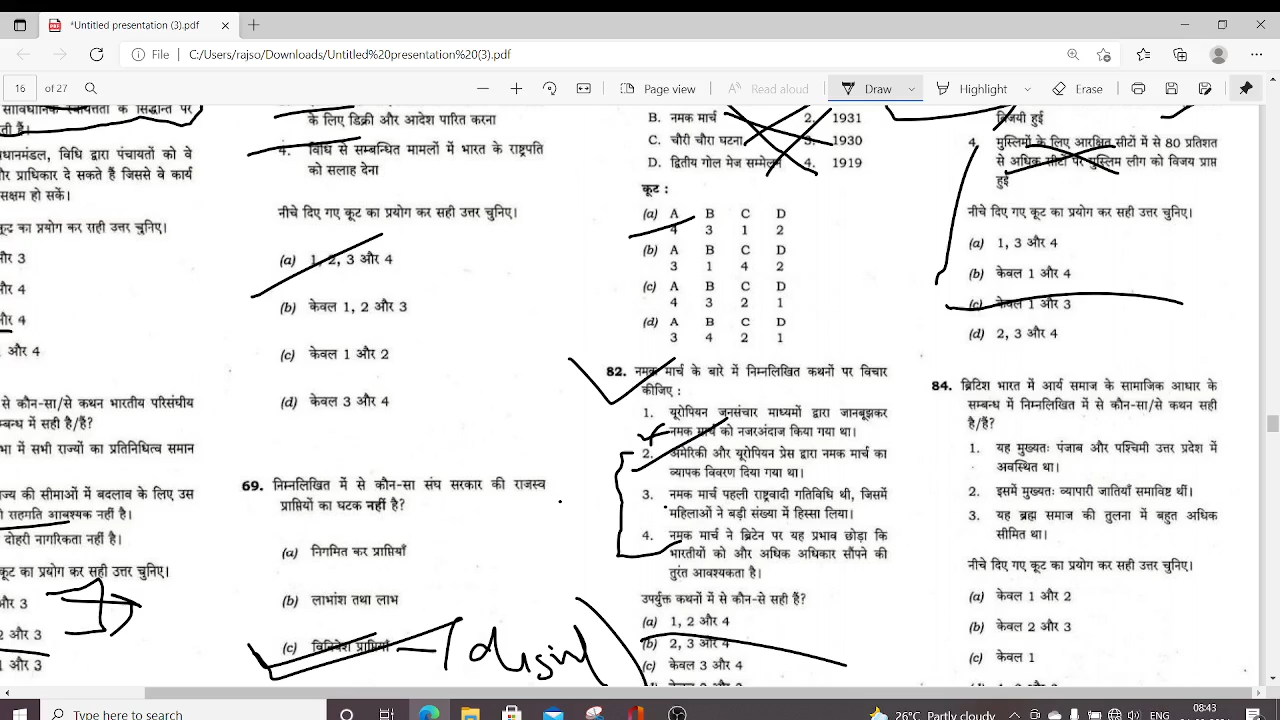 *Untitled presentation (3).pdf
File C:/Users/rajso/Downloads/Untitled%20presentation%20(3).pdf
16 of 27 Page view Read aloud Draw Highlight Erase
सांविधानिक स्वायत्तता के सिद्धान्त पर
ती हैं।
धानमंडल, विधि द्वारा पंचायतों को वे
और प्राधिकार दे सकते हैं जिससे वे कार्य
सक्षम हो सकें।
कूट का प्रयोग कर सही उत्तर चुनिए।
और 3
और 4
और 4
और 4
से कौन-सा/से कथन भारतीय परिसंघीय
म्बन्ध में सही है/हैं?
भा में सभी राज्यों का प्रतिनिधित्व समान
ज्य की सीमाओं में बदलाव के लिए उस
सहमति आवश्यक नहीं है।
दोहरी नागरिकता नहीं है।
कूट का प्रयोग कर सही उत्तर चुनिए।
और 3
2 और 3
1 और 3
के लिए डिक्री और आदेश पारित करना
4. विधि से सम्बन्धित मामलों में भारत के राष्ट्रपति
को सलाह देना
नीचे दिए गए कूट का प्रयोग कर सही उत्तर चुनिए।
(a) 1, 2, 3 और 4
(b) केवल 1, 2 और 3
(c) केवल 1 और 2
(d) केवल 3 और 4
69. निम्नलिखित में से कौन-सा संघ सरकार की राजस्व
प्राप्तियों का घटक नहीं है?
(a) निगमित कर प्राप्तियाँ
(b) लाभांश तथा लाभ
(c) विनिवेश प्राप्तियाँ
B. नमक मार्च 2. 1931
C. चौरी चौरा घटना 3. 1930
D. द्वितीय गोल मेज सम्मेलन 4. 1919
कूट :
(a) A B C D
4 3 1 2
(b) A B C D
3 1 4 2
(c) A B C D
4 3 2 1
(d) A B C D
3 4 2 1
82. नमक मार्च के बारे में निम्नलिखित कथनों पर विचार
कीजिए :
1. यूरोपियन जनसंचार माध्यमों द्वारा जानबूझकर
नमक मार्च को नजरअंदाज किया गया था।
2. अमेरिकी और यूरोपियन प्रेस द्वारा नमक मार्च का
व्यापक विवरण दिया गया था।
3. नमक मार्च पहली राष्ट्रवादी गतिविधि थी, जिसमें
महिलाओं ने बड़ी संख्या में हिस्सा लिया।
4. नमक मार्च ने ब्रिटेन पर यह प्रभाव छोड़ा कि
भारतीयों को और अधिक अधिकार सौंपने की
तुरंत आवश्यकता है।
उपर्युक्त कथनों में से कौन-से सही हैं?
(a) 1, 2 और 4
(b) 2, 3 और 4
(c) केवल 3 और 4
विजयी हुई
4. मुस्लिमों के लिए आरक्षित सीटों में से 80 प्रतिशत
से अधिक सीटों पर मुस्लिम लीग को विजय प्राप्त
हुई
नीचे दिए गए कूट का प्रयोग कर सही उत्तर चुनिए।
(a) 1, 3 और 4
(b) केवल 1 और 4
(c) केवल 1 और 3
(d) 2, 3 और 4
84. ब्रिटिश भारत में आर्य समाज के सामाजिक आधार के
सम्बन्ध में निम्नलिखित में से कौन-सा/से कथन सही
है/हैं?
1. यह मुख्यतः पंजाब और पश्चिमी उत्तर प्रदेश में
अवस्थित था।
2. इसमें मुख्यतः व्यापारी जातियाँ समाविष्ट थीं।
3. यह ब्रह्म समाज की तुलना में बहुत अधिक
सीमित था।
नीचे दिए गए कूट का प्रयोग कर सही उत्तर चुनिए।
(a) केवल 1 और 2
(b) केवल 2 और 3
(c) केवल 1
Type here to search 26°C Partly cloudy ENG 08:43